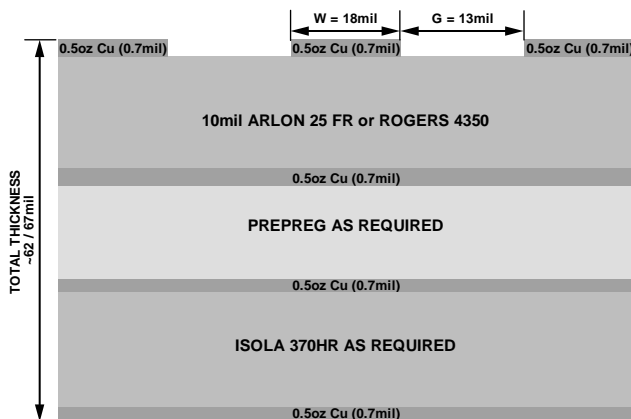 W = 18mil
G = 13mil
0.5oz Cu (0.7mil)
0.5oz Cu (0.7mil)
0.5oz Cu (0.7mil)
10mil ARLON 25 FR or ROGERS 4350
0.5oz Cu (0.7mil)
PREPREG AS REQUIRED
0.5oz Cu (0.7mil)
ISOLA 370HR AS REQUIRED
0.5oz Cu (0.7mil)
TOTAL THICKNESS
~62 / 67mil